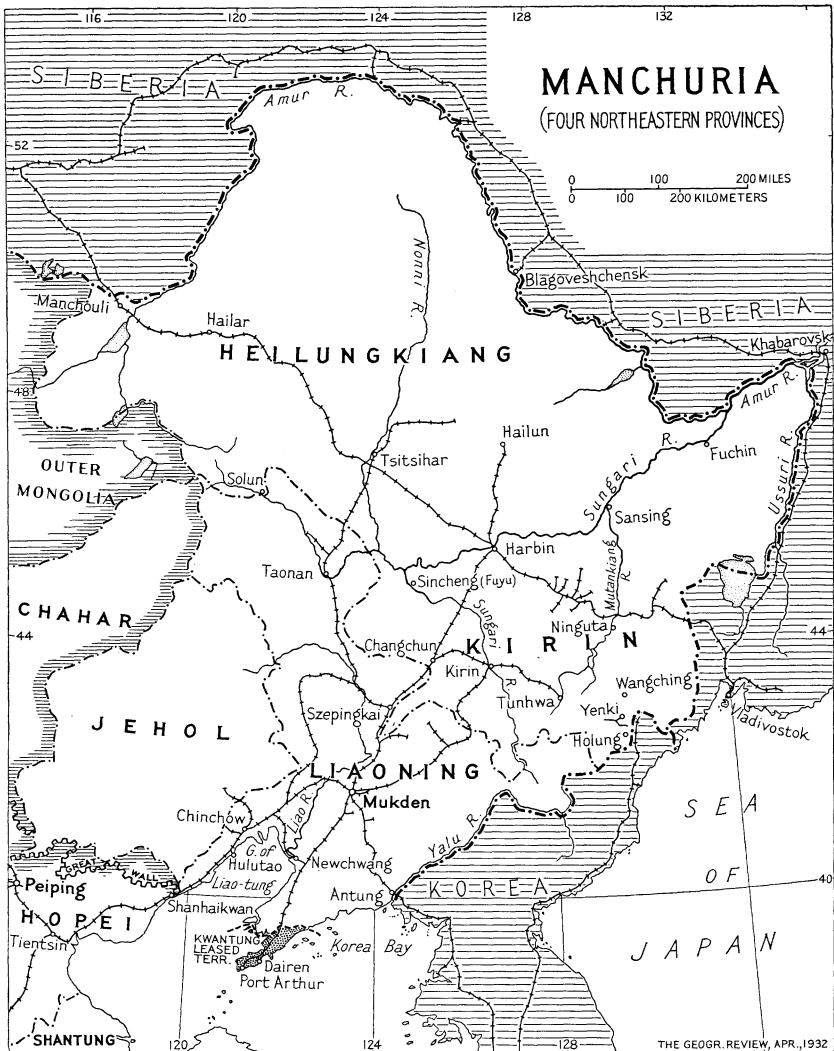 116
120
124
128
132
SIBERIA
Amur R.
MANCHURIA
(FOUR NORTHEASTERN PROVINCES)
52
0 100 200 MILES
0 100 200 KILOMETERS
Nonni R.
Blagoveshchensk
Manchouli
Hailar
SIBERIA
Khabarovsk
HEILUNGKIANG
48
Amur R.
Hailun
Sungari R.
Fuchin
Ussuri R.
OUTER
MONGOLIA
Solun
Tsitsihar
Sansing
Harbin
Taonan
Sincheng (Fuyu)
Mutankiang R.
Sungari R.
CHAHAR
44
Ninguta
44
Changchun
KIRIN
Kirin
Wangching
Tunhwa
Yenki
Vladivostok
JEHOL
Szepingkai
Holung
LIAONING
Mukden
SEA
OF
JAPAN
Chinchow
Liao R.
Yalu R.
GREAT WALL
G. of
Liao-tung
Hulutao
Newchwang
Peiping
Antung
KOREA
40
Shanhaikwan
HOPEI
KWANTUNG
LEASED
TERR.
Korea Bay
Tientsin
Dairen
Port Arthur
SHANTUNG
120
124
128
THE GEOGR. REVIEW, APR., 1932